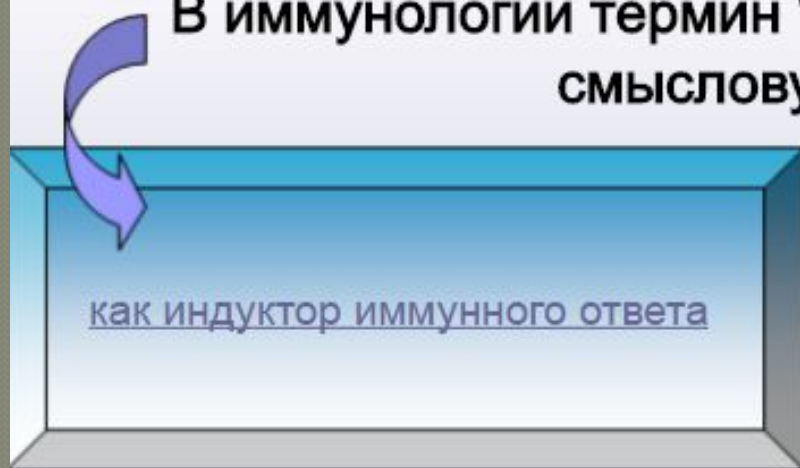 В иммунологии термин
смыслову
как индуктор иммунного ответа